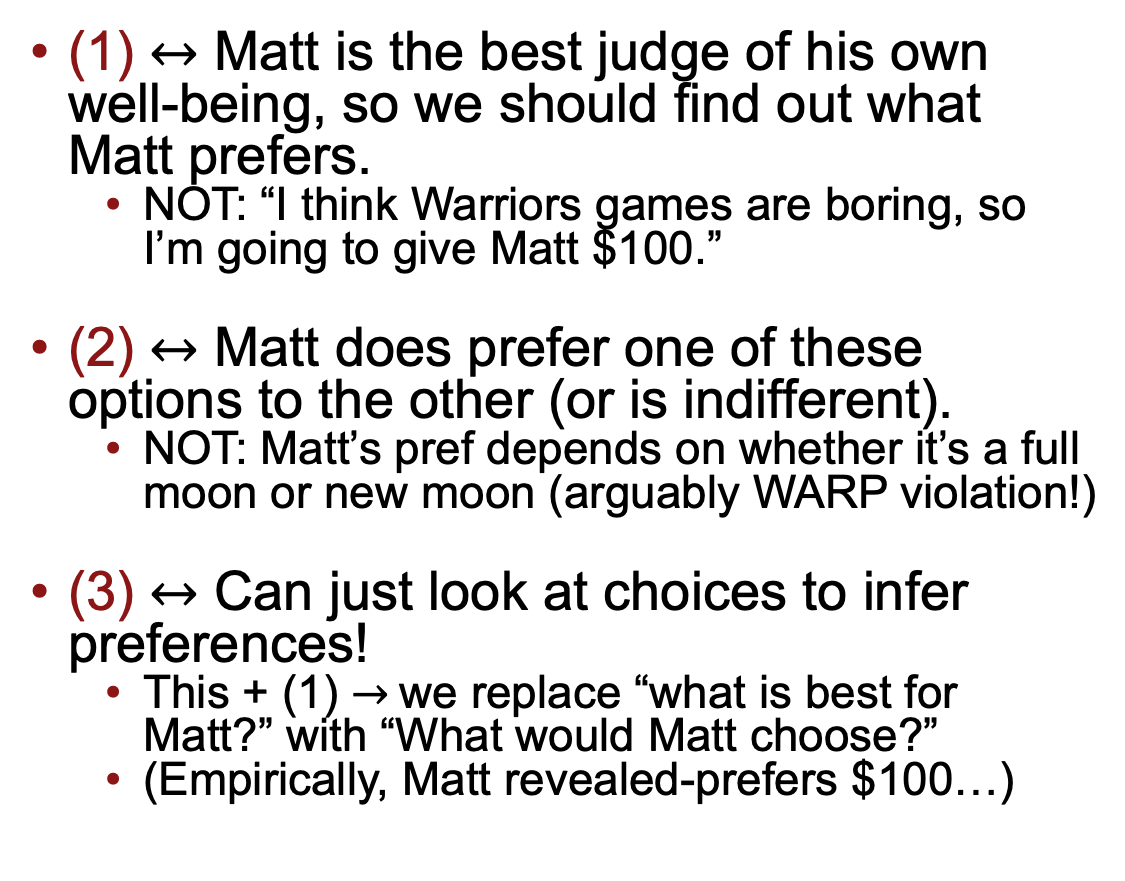 • (1) ↔ Matt is the best judge of his own
well-being, so we should find out what
Matt prefers.
• NOT: “I think Warriors games are boring, so
I’m going to give Matt $100.”
• (2) ↔ Matt does prefer one of these
options to the other (or is indifferent).
• NOT: Matt’s pref depends on whether it’s a full
moon or new moon (arguably WARP violation!)
• (3) ↔ Can just look at choices to infer
preferences!
• This + (1) → we replace “what is best for
Matt?” with “What would Matt choose?”
• (Empirically, Matt revealed-prefers $100…)